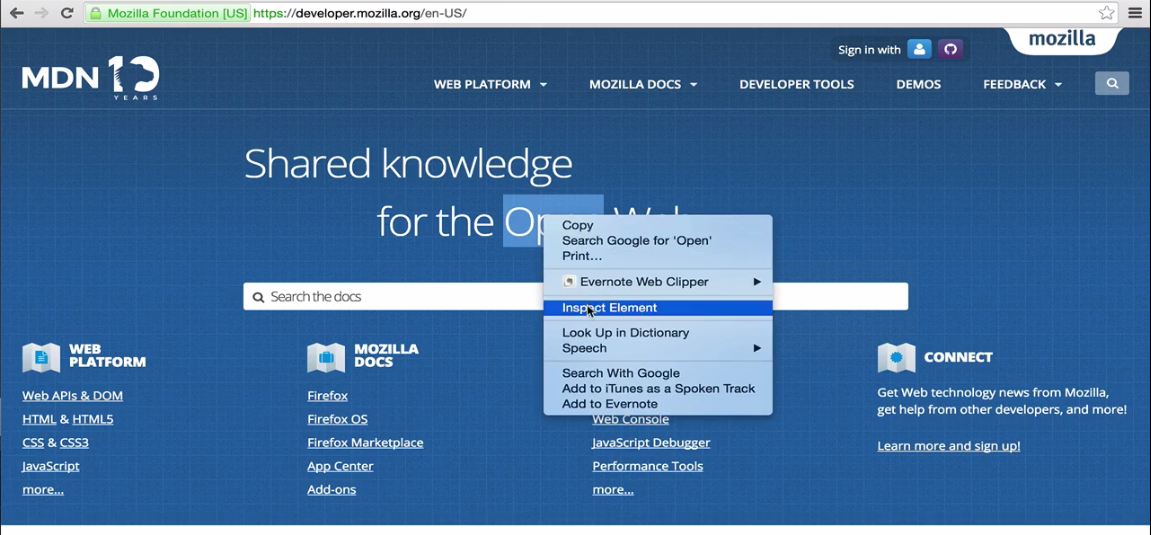 Mozilla Foundation [US] https://developer.mozilla.org/en-US/
mozilla
Sign in with
MDN 10
YEARS
WEB PLATFORM
MOZILLA DOCS
DEVELOPER TOOLS
DEMOS
FEEDBACK
Shared knowledge
for the Open Web
Copy
Search Google for 'Open'
Print...
Evernote Web Clipper
Inspect Element
Look Up in Dictionary
Speech
Search With Google
Add to iTunes as a Spoken Track
Add to Evernote
Search the docs
WEB
PLATFORM
Web APIs & DOM
HTML & HTML5
CSS & CSS3
JavaScript
more...
MOZILLA
DOCS
Firefox
Firefox OS
Firefox Marketplace
App Center
Add-ons
Web Console
JavaScript Debugger
Performance Tools
more...
CONNECT
Get Web technology news from Mozilla,
get help from other developers, and more!
Learn more and sign up!